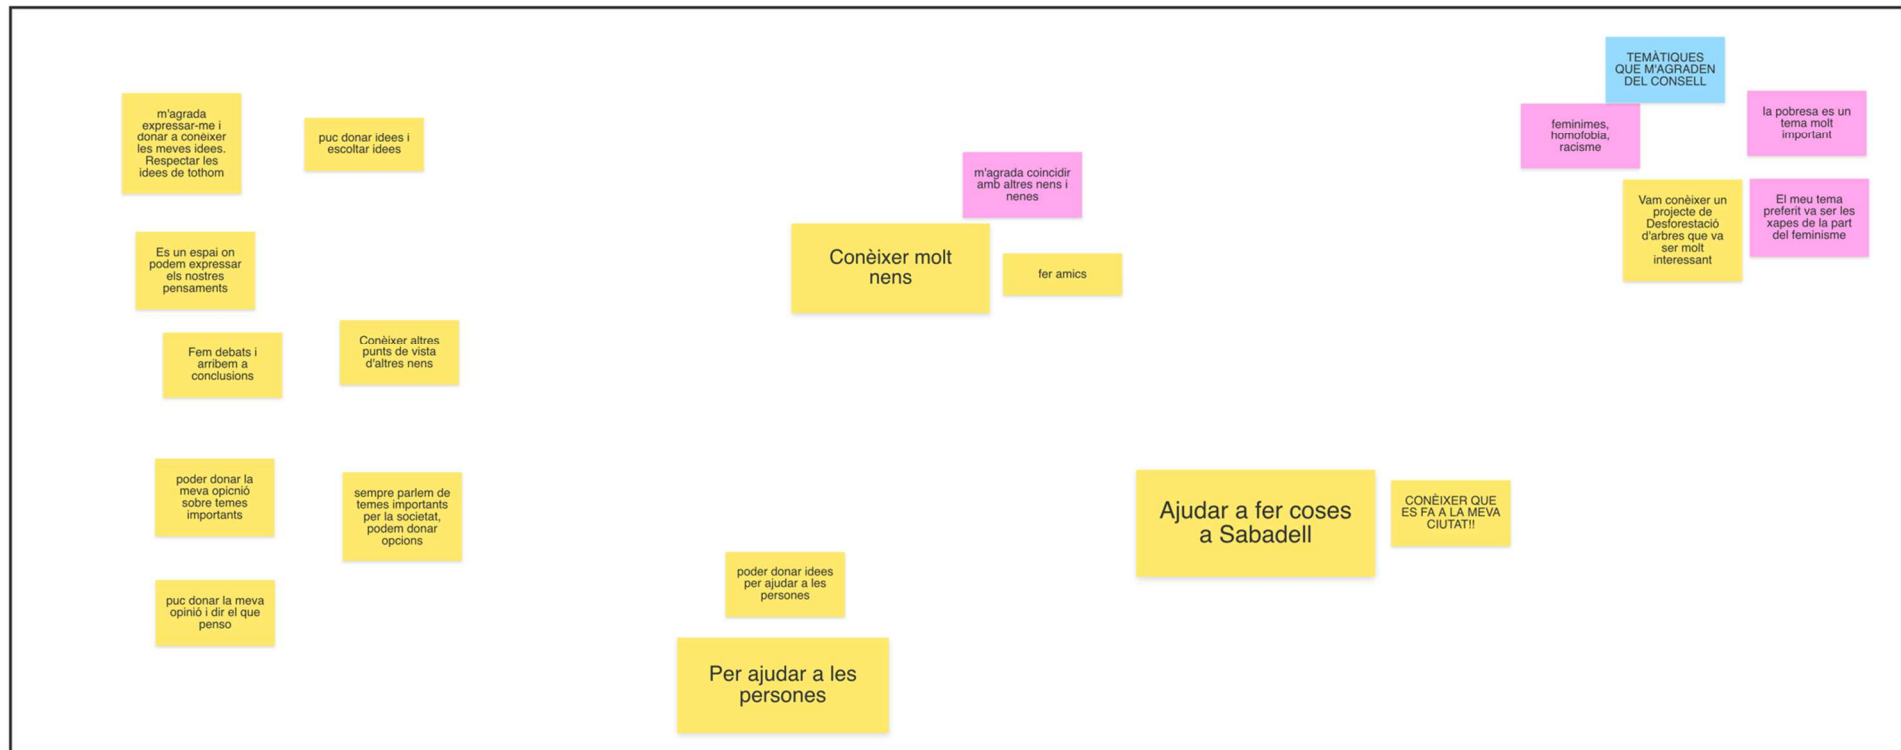 m'agrada
expressar-me i
donar a conèixer
les meves idees.
Respectar les
idees de tothom
puc donar idees i
escoltar idees
Es un espai on
podem expressar
els nostres
pensaments
Fem debats i
arribem a
conclusions
Conèixer altres
punts de vista
d'altres nens
poder donar la
meva opicnió
sobre temes
importants
sempre parlem de
temes importants
per la societat,
podem donar
opcions
puc donar la meva
opinió i dir el que
penso
m'agrada coincidir
amb altres nens i
nenes
Conèixer molt
nens
fer amics
poder donar idees
per ajudar a les
persones
Per ajudar a les
persones
Ajudar a fer coses
a Sabadell
CONÈIXER QUE
ES FA A LA MEVA
CIUTAT!!
TEMÀTIQUES
QUE M'AGRADEN
DEL CONSELL
feminimes,
homofobia,
racisme
la pobresa es un
tema molt
important
Vam conèixer un
projecte de
Desforestació
d'arbres que va
ser molt
interessant
El meu tema
preferit va ser les
xapes de la part
del feminisme